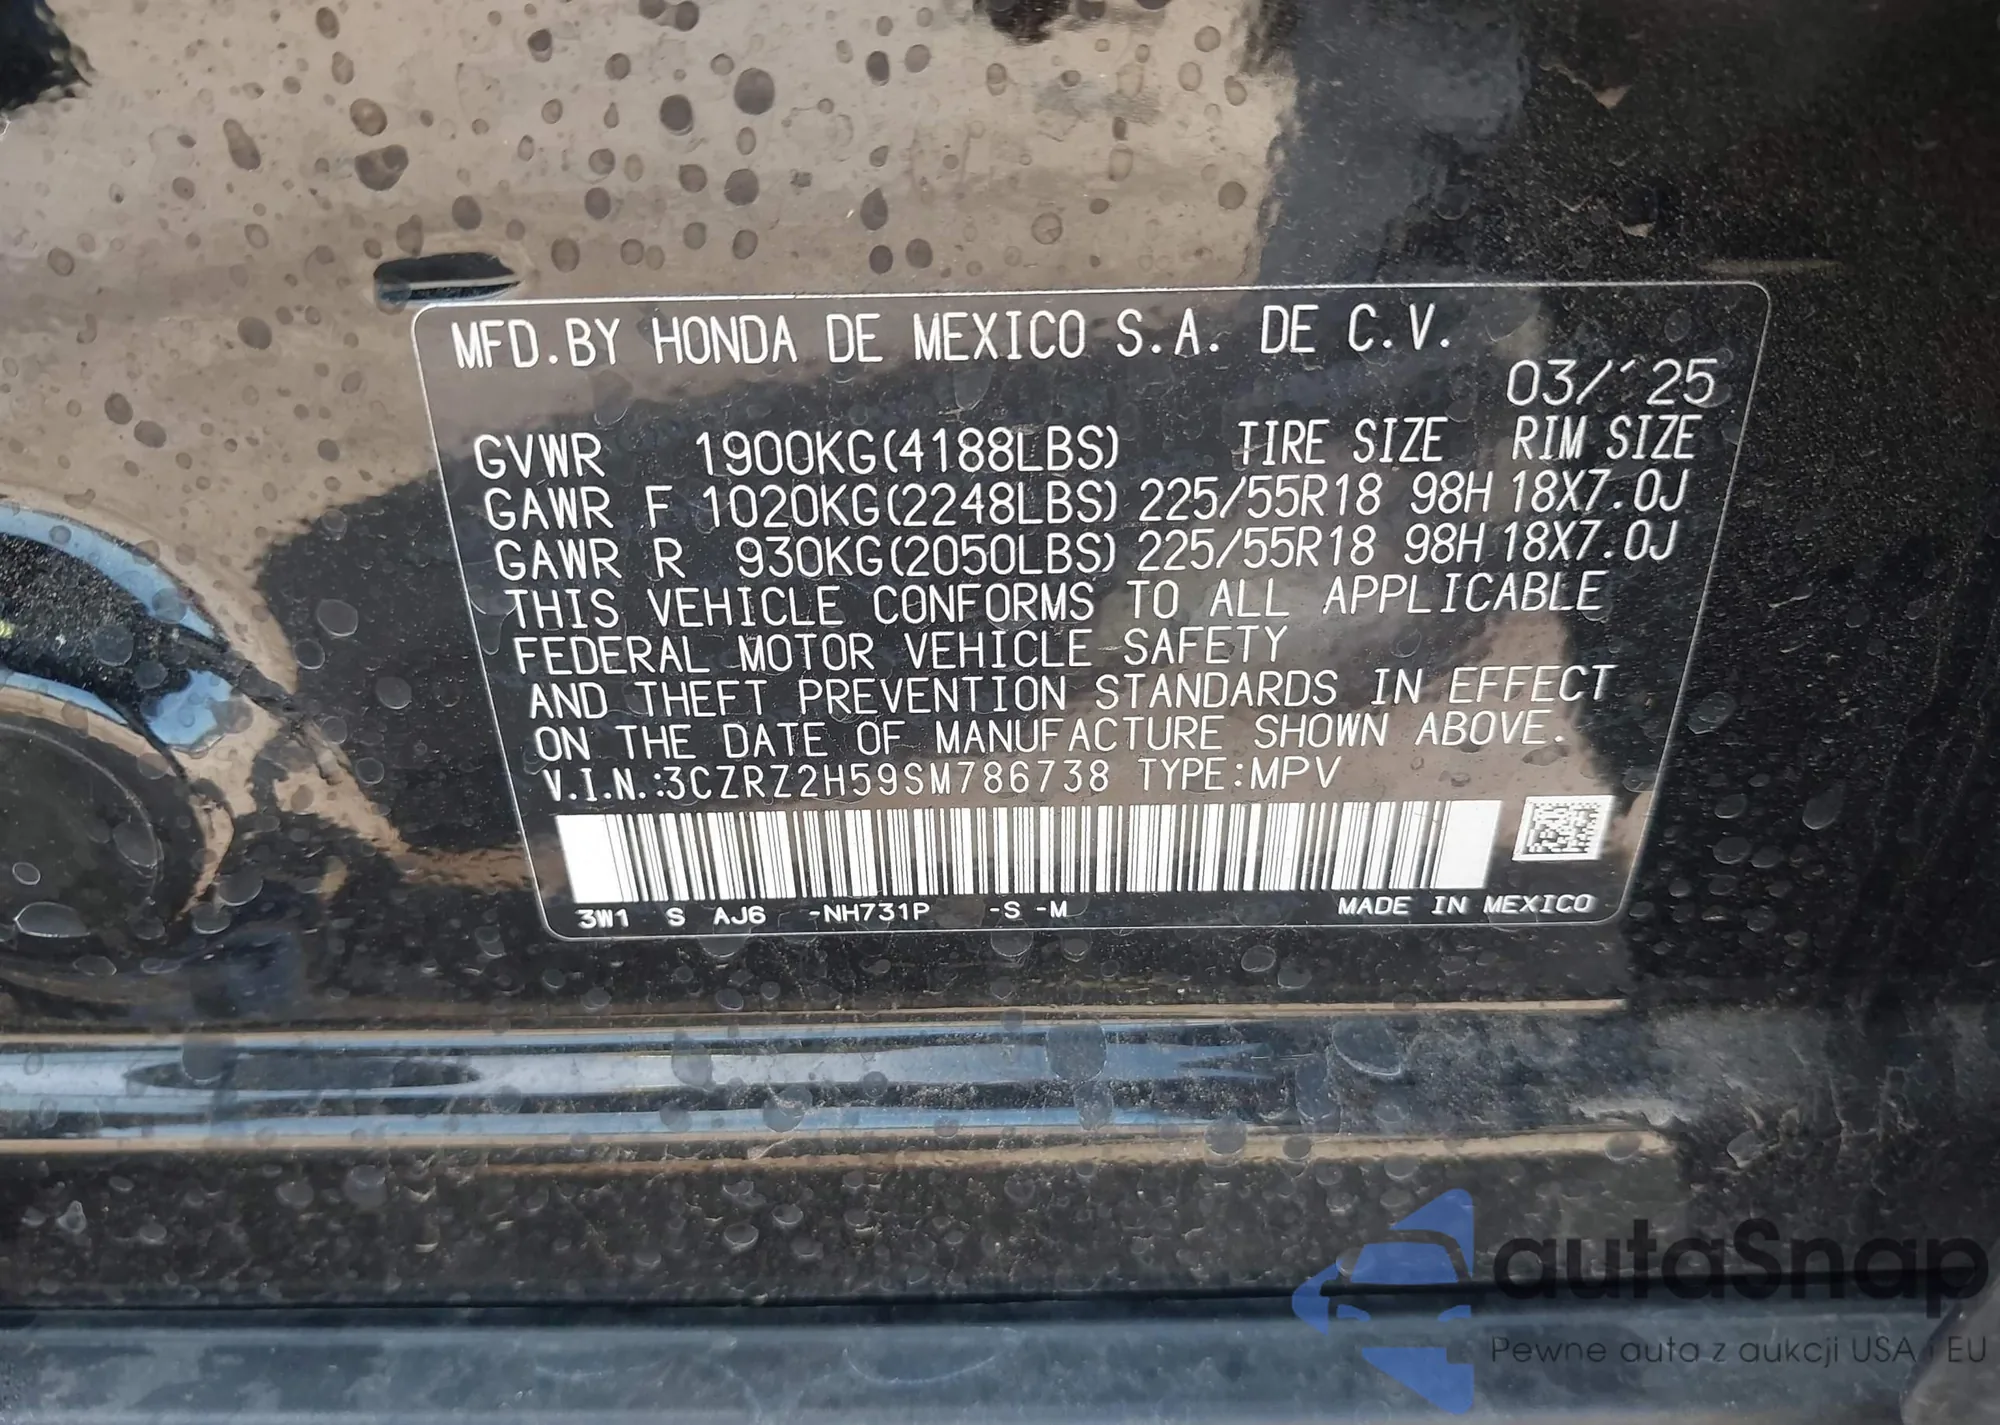 MFD.BY HONDA DE MEXICO S.A. DE C.V.
03/'25
GVWR 1900KG(4188LBS) TIRE SIZE RIM SIZE
GAWR F 1020KG(2248LBS) 225/55R18 98H 18X7.0J
GAWR R 930KG(2050LBS) 225/55R18 98H 18X7.0J
THIS VEHICLE CONFORMS TO ALL APPLICABLE
FEDERAL MOTOR VEHICLE SAFETY
AND THEFT PREVENTION STANDARDS IN EFFECT
ON THE DATE OF MANUFACTURE SHOWN ABOVE.
V.I.N.:3CZRZ2H59SM786738 TYPE:MPV
3W1 S AJ6 -NH731P -S -M MADE IN MEXICO
autoSnap
Pewne auta z aukcji USA i EU